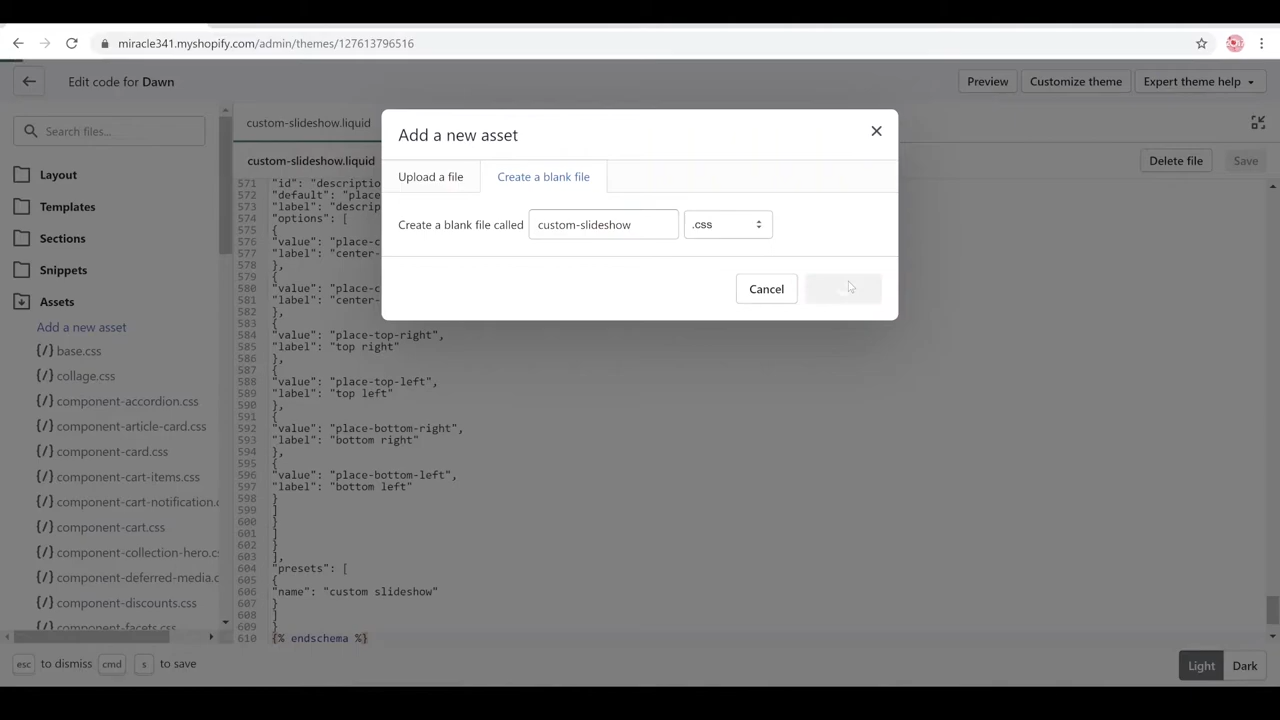 miracle341.myshopify.com/admin/themes/127613796516
Edit code for Dawn
Preview
Customize theme
Expert theme help
Search files...
Layout
Templates
Sections
Snippets
Assets
Add a new asset
{/} base.css
{/} collage.css
{/} component-accordion.css
{/} component-article-card.css
{/} component-card.css
{/} component-cart-items.css
{/} component-cart-notification.c
{/} component-cart.css
{/} component-collection-hero.cs
{/} component-deferred-media.c
{/} component-discounts.css
{/} component-facets.css
custom-slideshow.liquid
custom-slideshow.liquid
Delete file
Save
Add a new asset
Upload a file
Create a blank file
Create a blank file called custom-slideshow .css
Cancel
571 "id": "description
572 "default": "place-
573 "label": "descrip
574 "options": [
575 {
576 "value": "place-c
577 "label": "center-
578 },
579 {
580 "value": "place-c
581 "label": "center-
582 },
583 {
584 "value": "place-top-right",
585 "label": "top right"
586 },
587 {
588 "value": "place-top-left",
589 "label": "top left"
590 },
591 {
592 "value": "place-bottom-right",
593 "label": "bottom right"
594 },
595 {
596 "value": "place-bottom-left",
597 "label": "bottom left"
598 }
599 ]
600 }
601 ]
602 }
603 ],
604 "presets": [
605 {
606 "name": "custom slideshow"
607 }
608 ]
609 }
610 {% endschema %}
esc to dismiss cmd s to save
Light
Dark